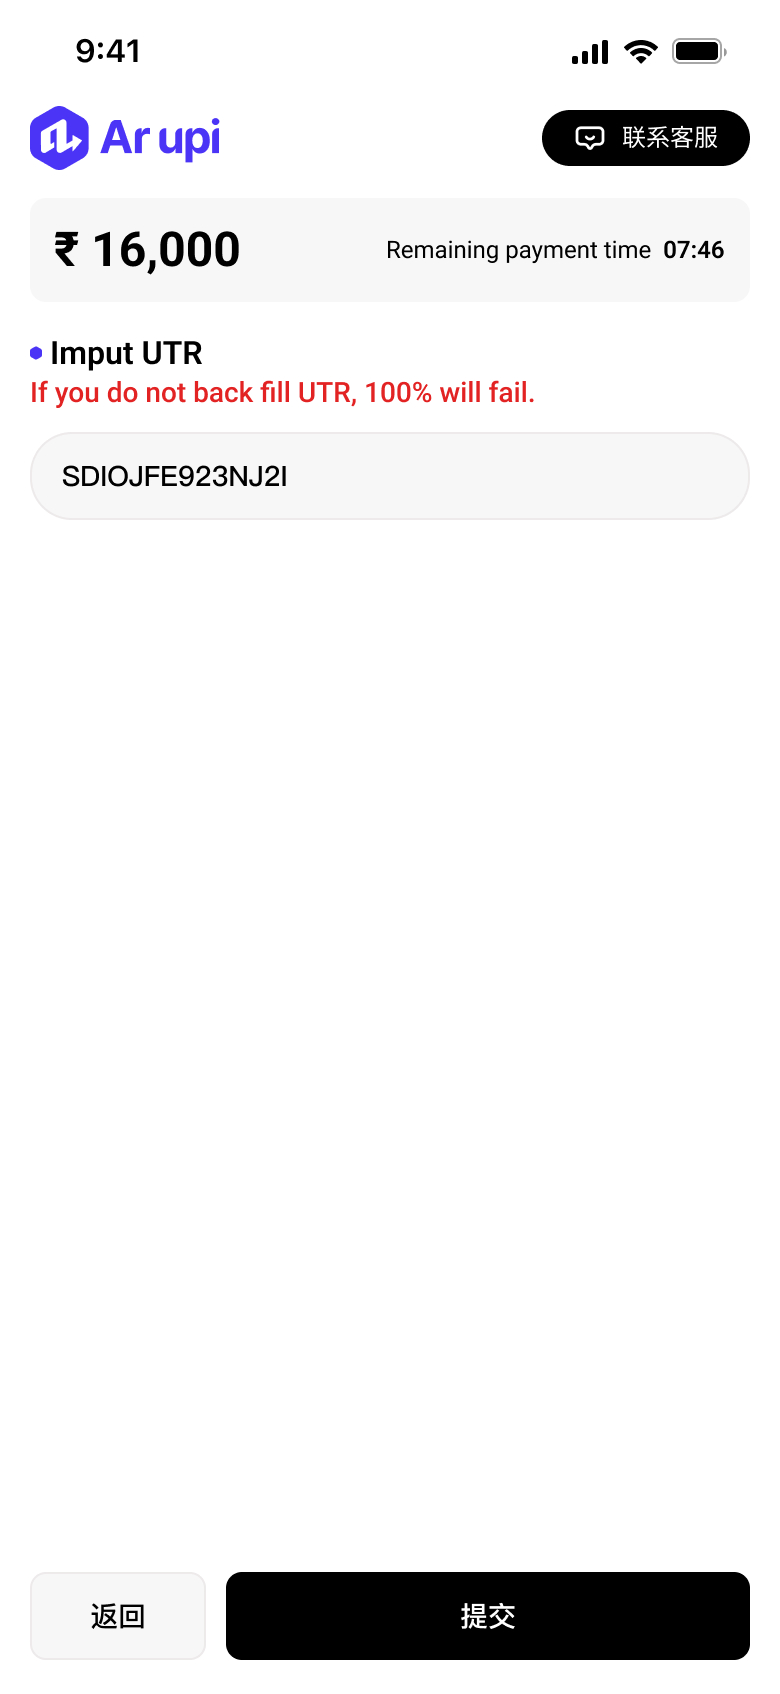 9:41
Ar upi
联系客服
₹ 16,000
Remaining payment time 07:46
Imput UTR
If you do not back fill UTR, 100% will fail.
SDIOJFE923NJ2I
返回
提交